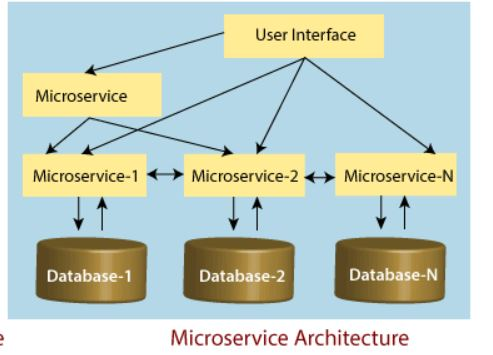 User Interface
Microservice
Microservice-1
Microservice-2
Microservice-N
Database-1
Database-2
Database-N
e
Microservice Architecture